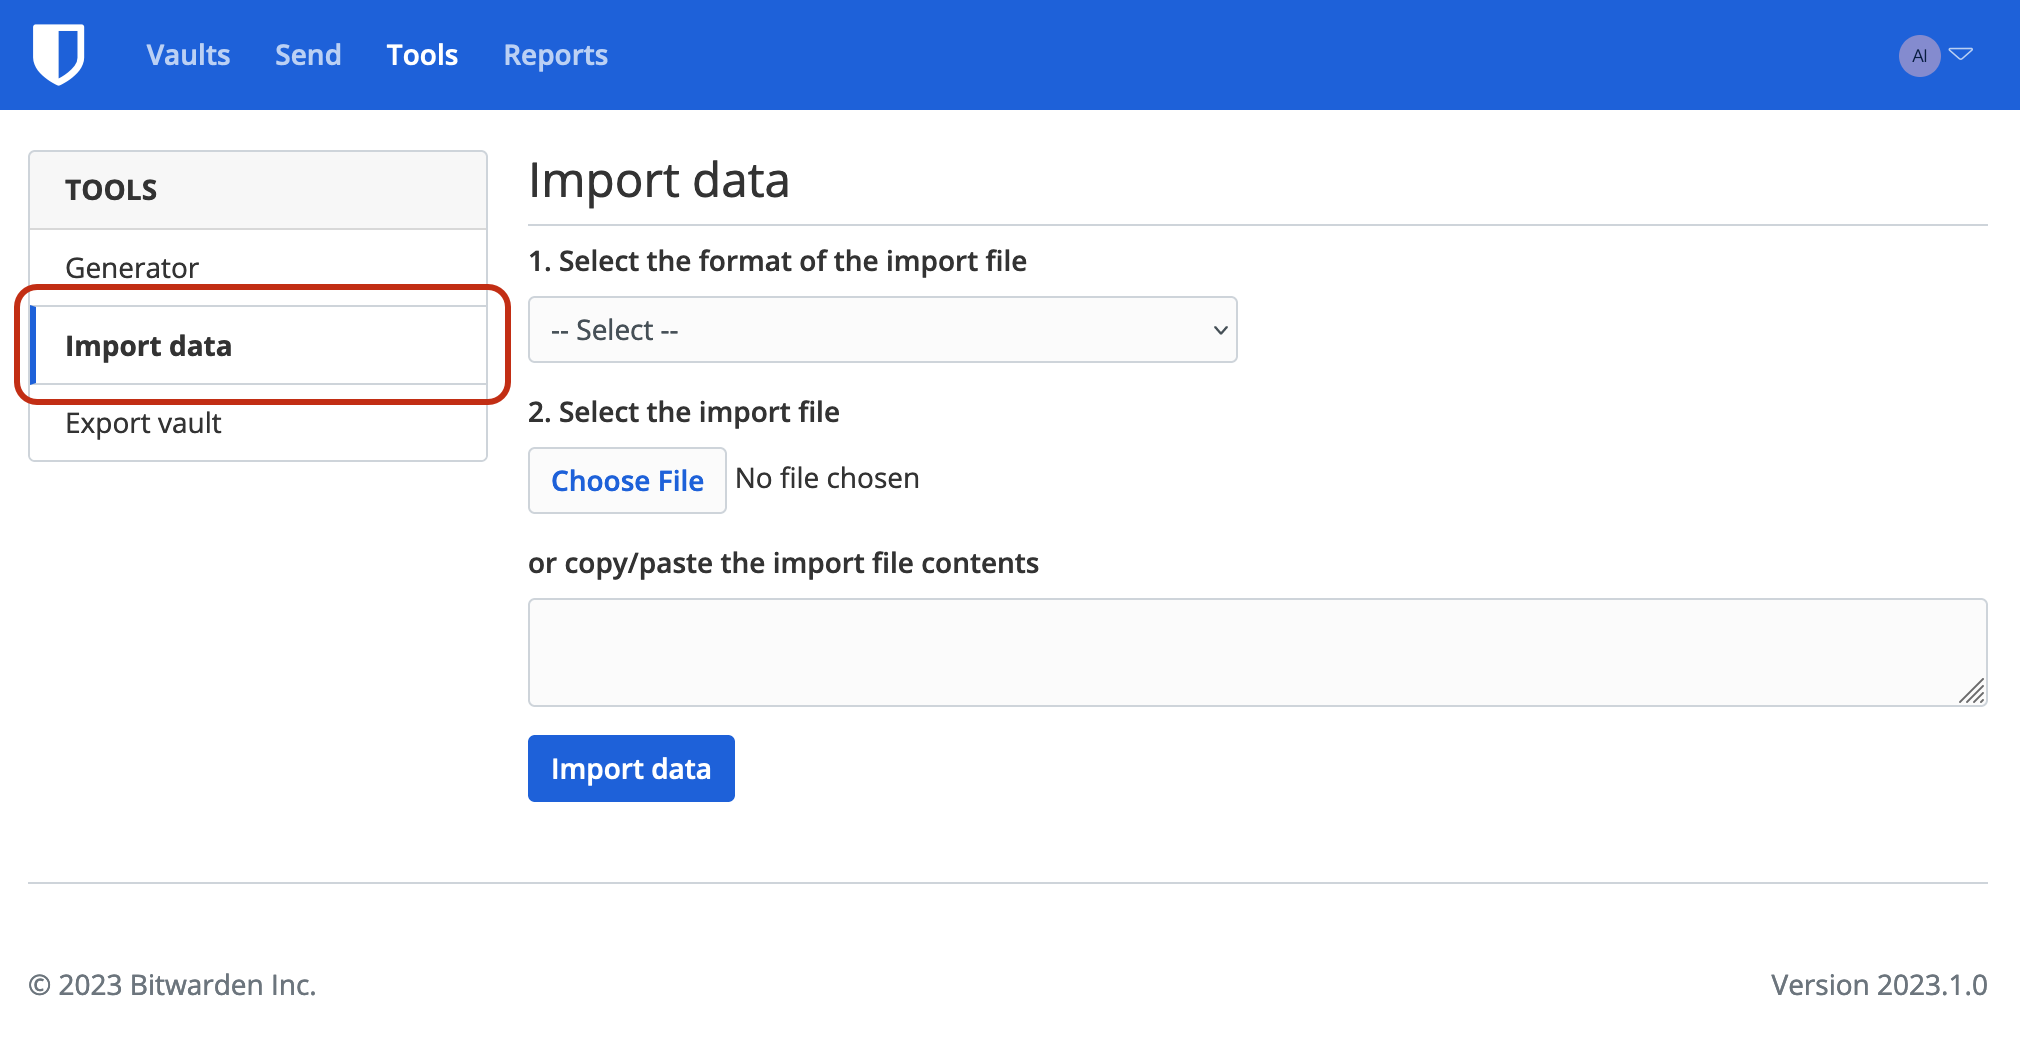 Vaults Send Tools Reports AI
TOOLS
Generator
Import data
Export vault
Import data
1. Select the format of the import file
-- Select --
2. Select the import file
Choose File No file chosen
or copy/paste the import file contents
Import data
© 2023 Bitwarden Inc.
Version 2023.1.0